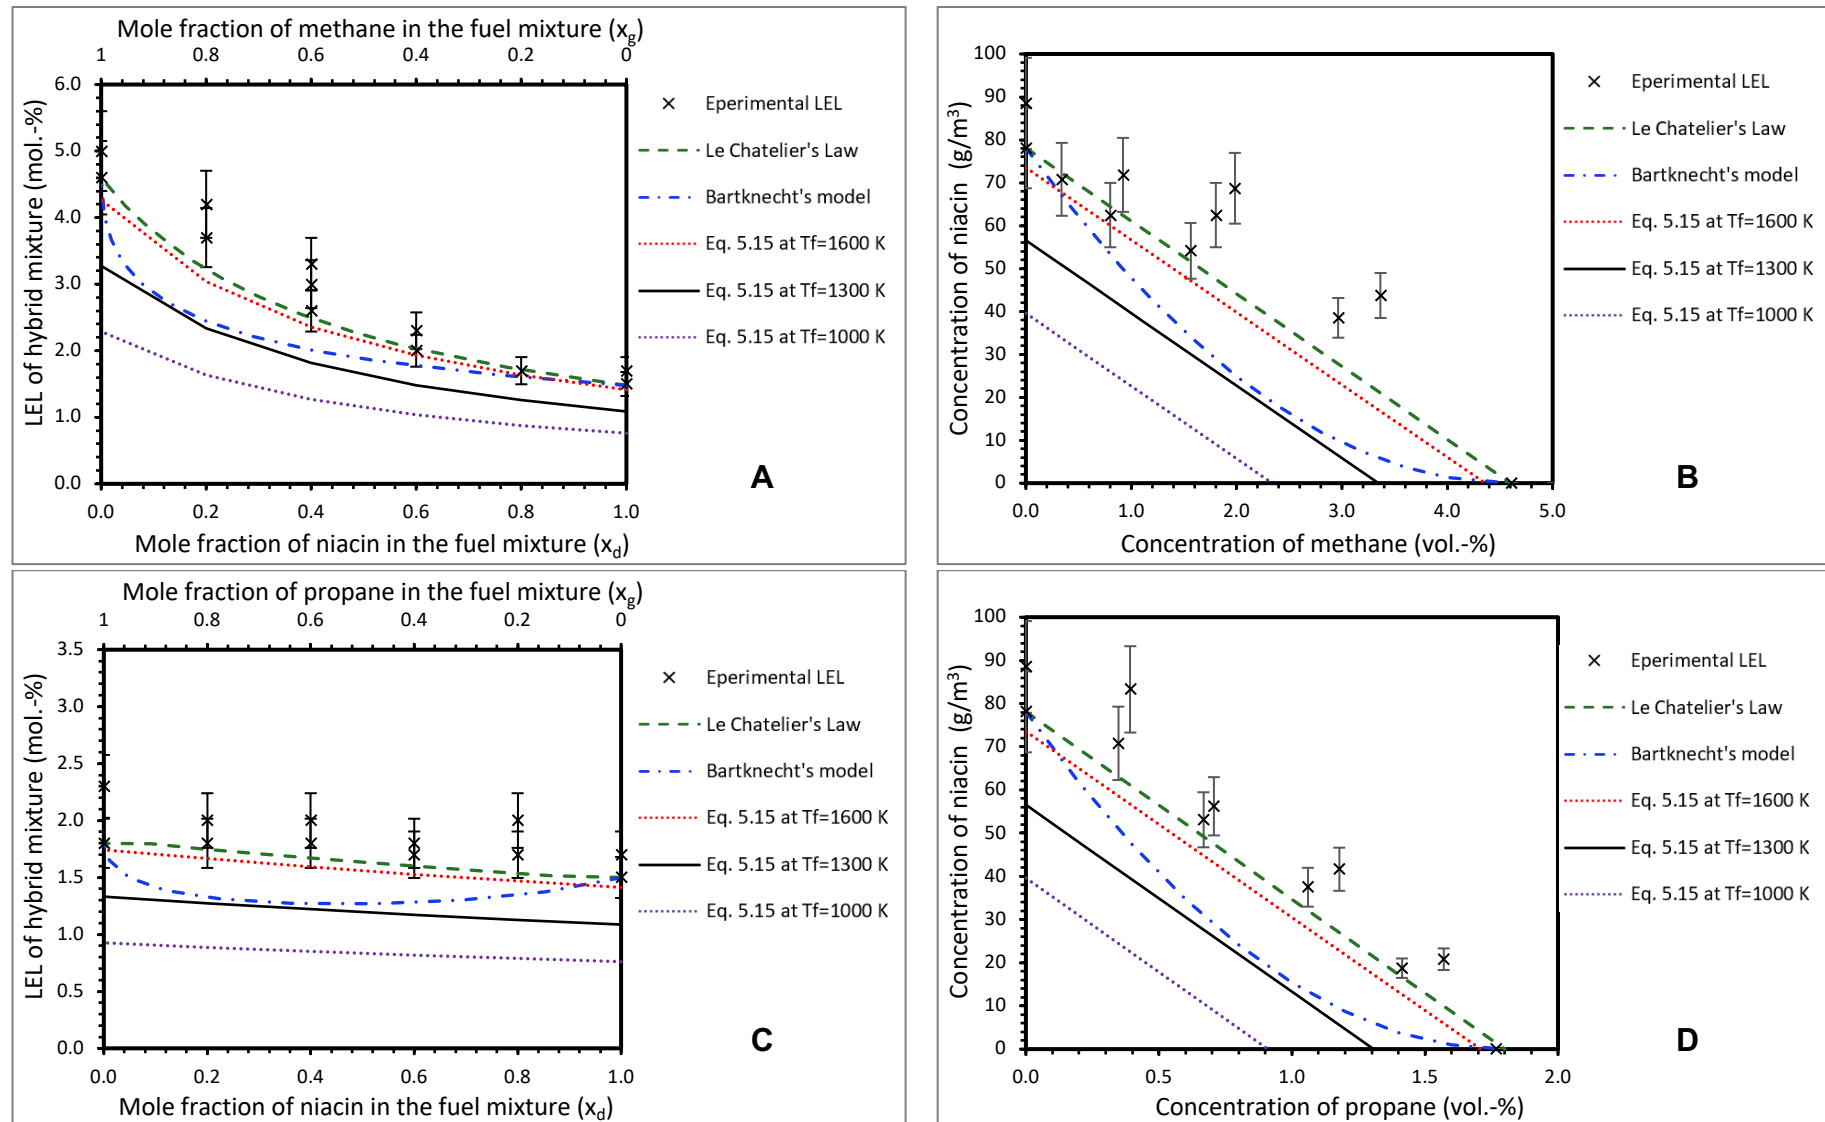 Mole fraction of methane in the fuel mixture (xg)
1 0.8 0.6 0.4 0.2 0
6.0
5.0
4.0
3.0
2.0
1.0
0.0
LEL of hybrid mixture (mol.-%)
0.0 0.2 0.4 0.6 0.8 1.0
Mole fraction of niacin in the fuel mixture (xd)
Eperimental LEL
Le Chatelier's Law
Bartknecht's model
Eq. 5.15 at Tf=1600 K
Eq. 5.15 at Tf=1300 K
Eq. 5.15 at Tf=1000 K
A
100
90
80
70
60
50
40
30
20
10
0
Concentration of niacin (g/m³)
0.0 1.0 2.0 3.0 4.0 5.0
Concentration of methane (vol.-%)
Eperimental LEL
Le Chatelier's Law
Bartknecht's model
Eq. 5.15 at Tf=1600 K
Eq. 5.15 at Tf=1300 K
Eq. 5.15 at Tf=1000 K
B
Mole fraction of propane in the fuel mixture (xg)
1 0.8 0.6 0.4 0.2 0
3.5
3.0
2.5
2.0
1.5
1.0
0.5
0.0
LEL of hybrid mixture (mol.-%)
0.0 0.2 0.4 0.6 0.8 1.0
Mole fraction of niacin in the fuel mixture (xd)
Eperimental LEL
Le Chatelier's Law
Bartknecht's model
Eq. 5.15 at Tf=1600 K
Eq. 5.15 at Tf=1300 K
Eq. 5.15 at Tf=1000 K
C
100
90
80
70
60
50
40
30
20
10
0
Concentration of niacin (g/m³)
0.0 0.5 1.0 1.5 2.0
Concentration of propane (vol.-%)
Eperimental LEL
Le Chatelier's Law
Bartknecht's model
Eq. 5.15 at Tf=1600 K
Eq. 5.15 at Tf=1300 K
Eq. 5.15 at Tf=1000 K
D